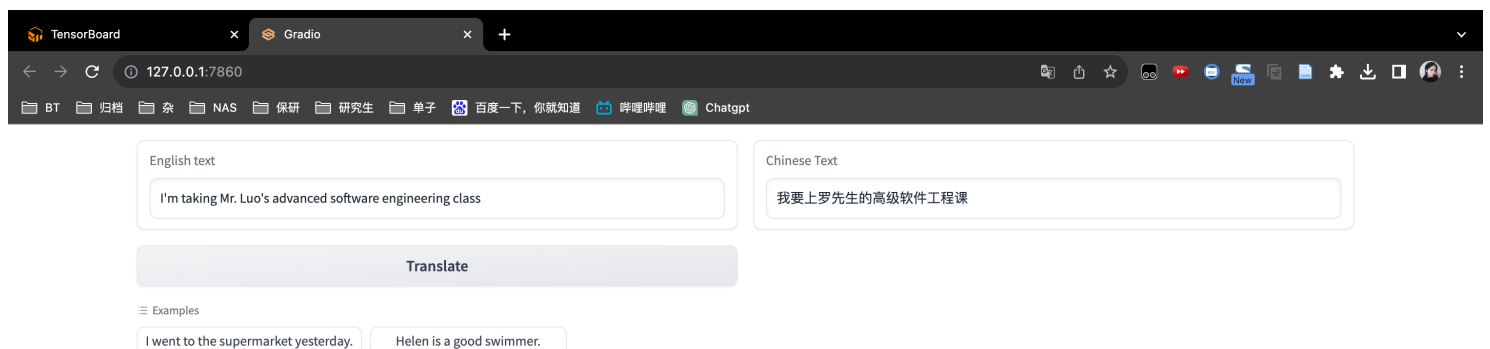 TensorBoard
Gradio
127.0.0.1:7860
New
BT 归档 杂 NAS 保研 研究生 单子 百度一下，你就知道 哔哩哔哩 Chatgpt
English text
Chinese Text
I'm taking Mr. Luo's advanced software engineering class
我要上罗先生的高级软件工程课
Translate
Examples
I went to the supermarket yesterday.
Helen is a good swimmer.